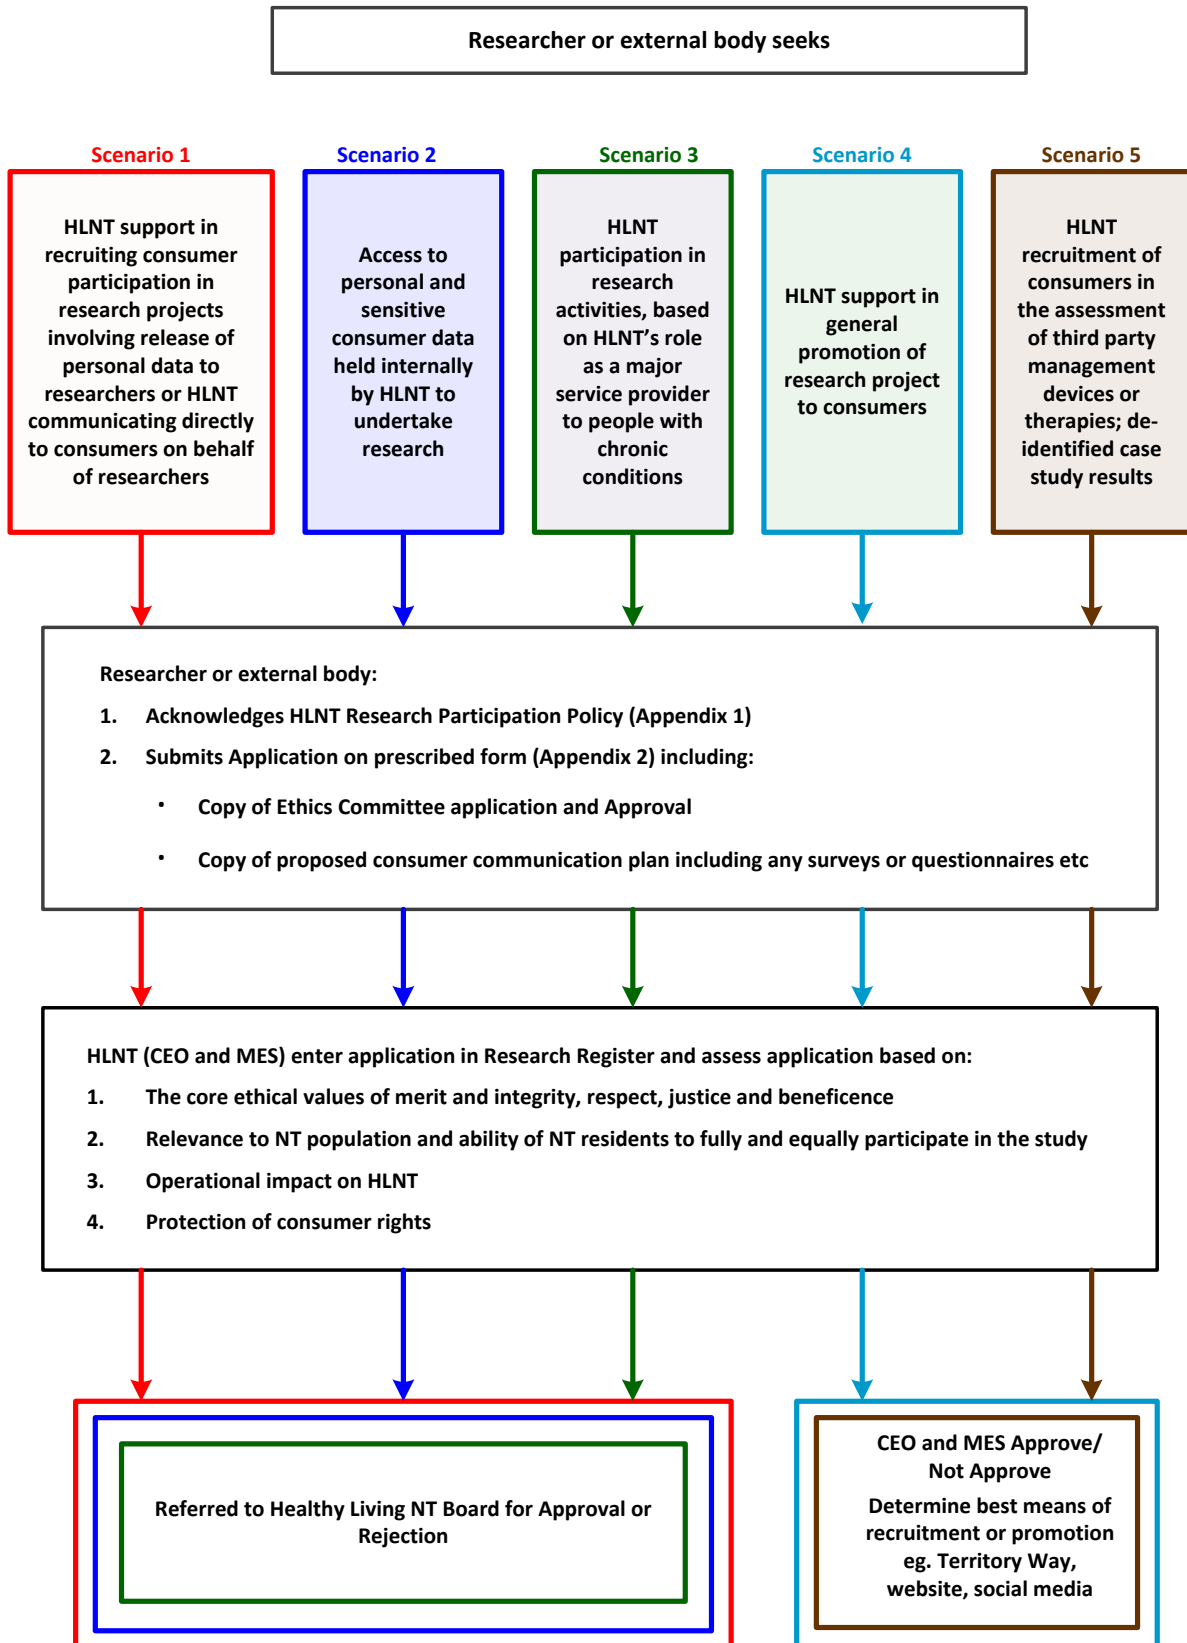 Researcher or external body seeks
Scenario 1
Scenario 2
Scenario 3
Scenario 4
Scenario 5
HLNT support in
recruiting consumer
participation in
research projects
involving release of
personal data to
researchers or HLNT
communicating directly
to consumers on behalf
of researchers
Access to
personal and
sensitive
consumer data
held internally
by HLNT to
undertake
research
HLNT
participation in
research
activities, based
on HLNT’s role
as a major
service provider
to people with
chronic
conditions
HLNT support in
general
promotion of
research project
to consumers
HLNT
recruitment of
consumers in
the assessment
of third party
management
devices or
therapies; de-
identified case
study results
Researcher or external body:
1. Acknowledges HLNT Research Participation Policy (Appendix 1)
2. Submits Application on prescribed form (Appendix 2) including:
• Copy of Ethics Committee application and Approval
• Copy of proposed consumer communication plan including any surveys or questionnaires etc
HLNT (CEO and MES) enter application in Research Register and assess application based on:
1. The core ethical values of merit and integrity, respect, justice and beneficence
2. Relevance to NT population and ability of NT residents to fully and equally participate in the study
3. Operational impact on HLNT
4. Protection of consumer rights
Referred to Healthy Living NT Board for Approval or
Rejection
CEO and MES Approve/
Not Approve
Determine best means of
recruitment or promotion
eg. Territory Way,
website, social media